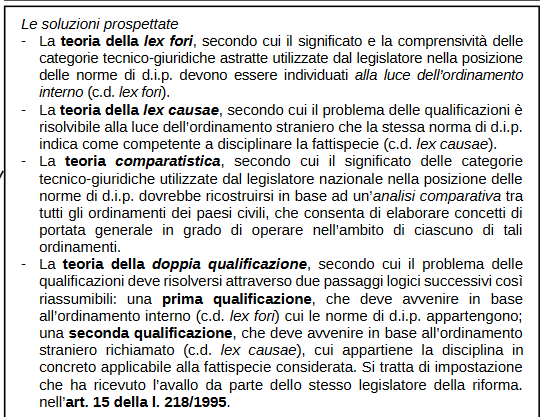 Le soluzioni prospettate
- La teoria della lex fori, secondo cui il significato e la comprensività delle
categorie tecnico-giuridiche astratte utilizzate dal legislatore nella posizione
delle norme di d.i.p. devono essere individuati alla luce dell'ordinamento
interno (c.d. lex fori).
- La teoria della lex causae, secondo cui il problema delle qualificazioni è
risolvibile alla luce dell'ordinamento straniero che la stessa norma di d.i.p.
indica come competente a disciplinare la fattispecie (c.d. lex causae).
- La teoria comparatistica, secondo cui il significato delle categorie
tecnico-giuridiche utilizzate dal legislatore nazionale nella posizione delle
norme di d.i.p. dovrebbe ricostruirsi in base ad un'analisi comparativa tra
tutti gli ordinamenti dei paesi civili, che consenta di elaborare concetti di
portata generale in grado di operare nell'ambito di ciascuno di tali
ordinamenti.
- La teoria della doppia qualificazione, secondo cui il problema delle
qualificazioni deve risolversi attraverso due passaggi logici successivi così
riassumibili: una prima qualificazione, che deve avvenire in base
all'ordinamento interno (c.d. lex fori) cui le norme di d.i.p. appartengono;
una seconda qualificazione, che deve avvenire in base all'ordinamento
straniero richiamato (c.d. lex causae), cui appartiene la disciplina in
concreto applicabile alla fattispecie considerata. Si tratta di impostazione
che ha ricevuto l'avallo da parte dello stesso legislatore della riforma.
nell'art. 15 della l. 218/1995.